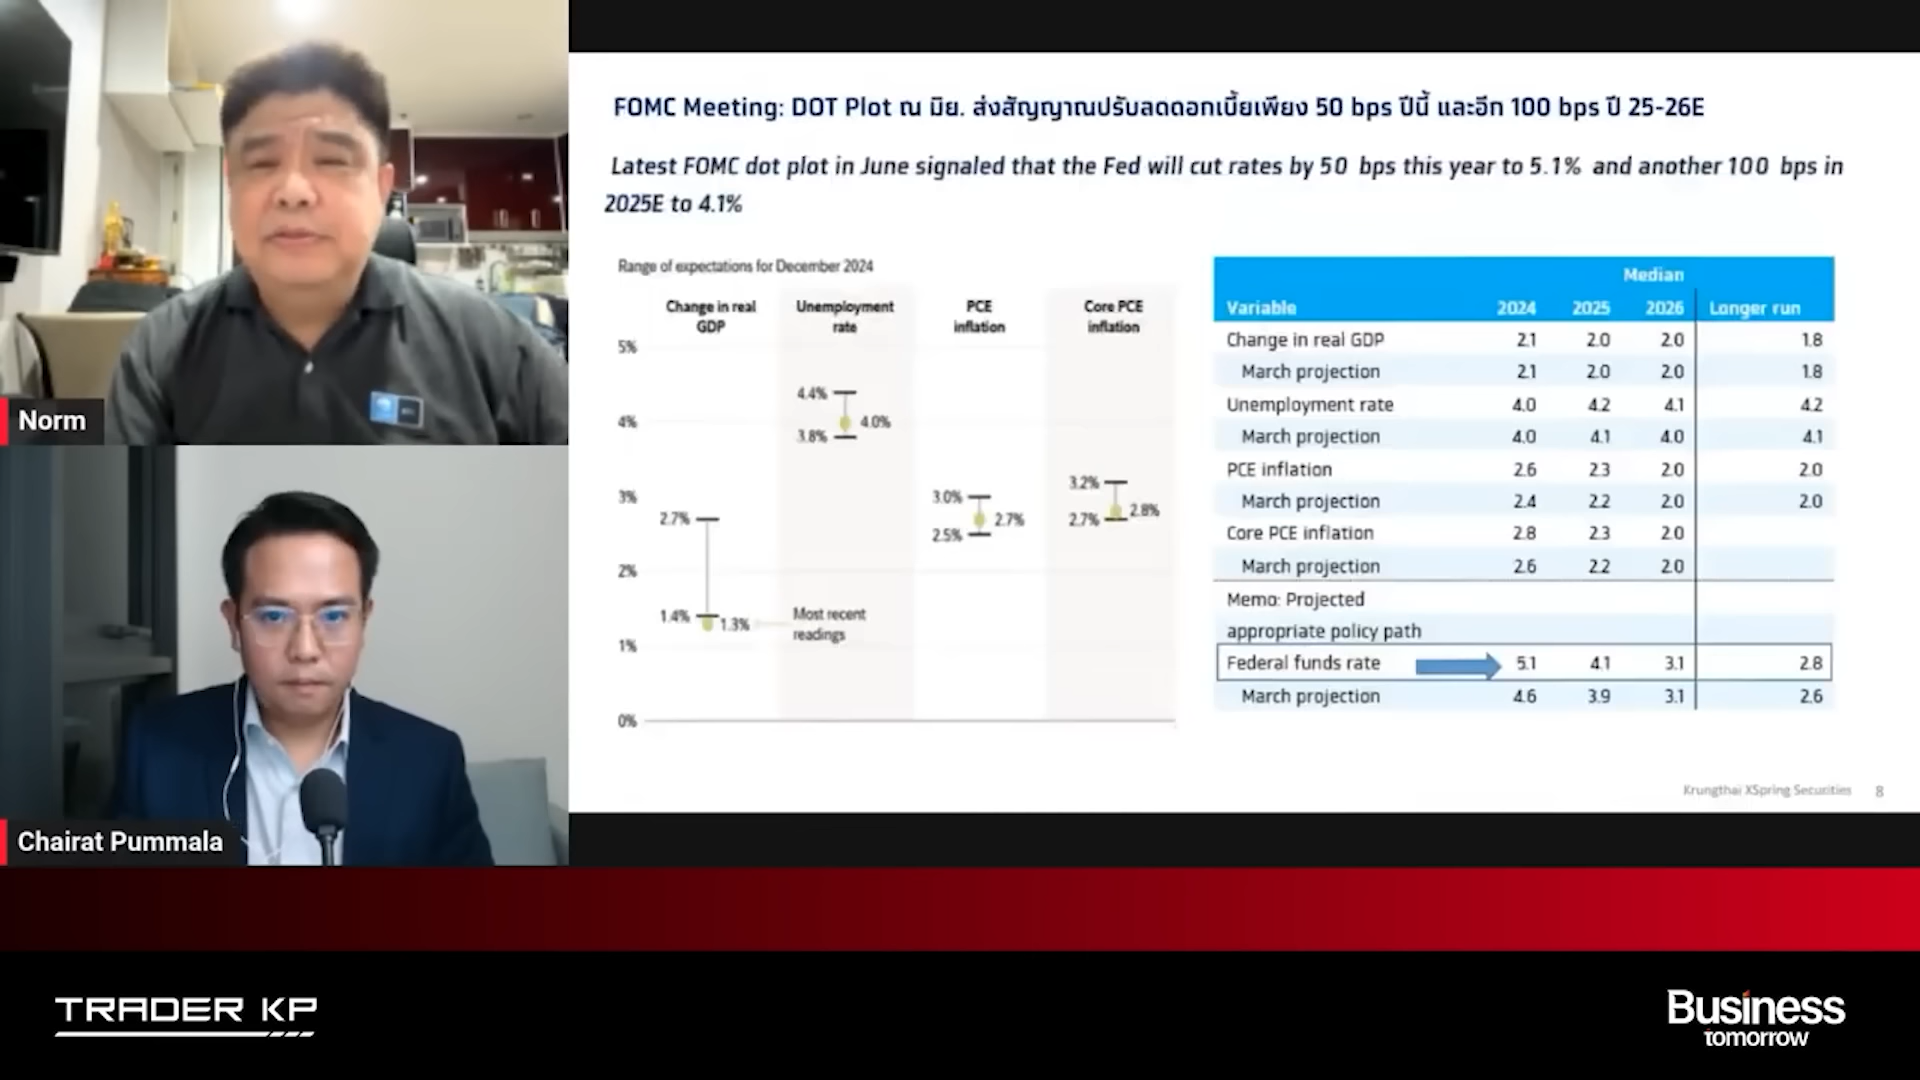 Norm
Chairat Pummala
FOMC Meeting: DOT Plot ณ มิย. ส่งสัญญาณปรับลดดอกเบี้ยเพียง 50 bps ปีนี้ และอีก 100 bps ปี 25-26E
Latest FOMC dot plot in June signaled that the Fed will cut rates by 50 bps this year to 5.1% and another 100 bps in
2025E to 4.1%
Range of expectations for December 2024
Change in real GDP
Unemployment rate
PCE inflation
Core PCE inflation
5%
4%
3%
2%
1%
0%
2.7%
1.4%
1.3%
Most recent
readings
4.4%
3.8%
4.0%
3.0%
2.5%
2.7%
3.2%
2.7%
2.8%
Median
Variable 2024 2025 2026 Longer run
Change in real GDP 2.1 2.0 2.0 1.8
March projection 2.1 2.0 2.0 1.8
Unemployment rate 4.0 4.2 4.1 4.2
March projection 4.0 4.1 4.0 4.1
PCE inflation 2.6 2.3 2.0 2.0
March projection 2.4 2.2 2.0 2.0
Core PCE inflation 2.8 2.3 2.0
March projection 2.6 2.2 2.0
Memo: Projected
appropriate policy path
Federal funds rate 5.1 4.1 3.1 2.8
March projection 4.6 3.9 3.1 2.6
Krungthai XSpring Securities 8
TRADER KP
Business
tomorrow